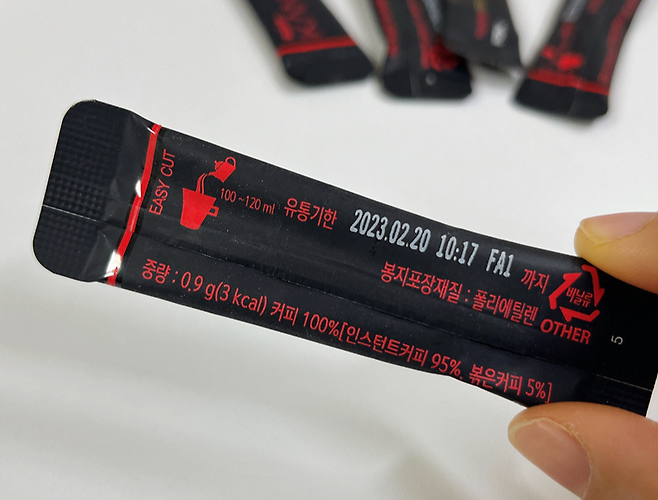 EASY CUT
100~120 ml 유통기한 2023.02.20 10:17 FA1 까지
봉지포장재질 : 폴리에틸렌
비닐류
OTHER
중량 : 0.9 g(3 kcal) 커피 100%[인스턴트커피 95%, 볶은커피 5%]
5